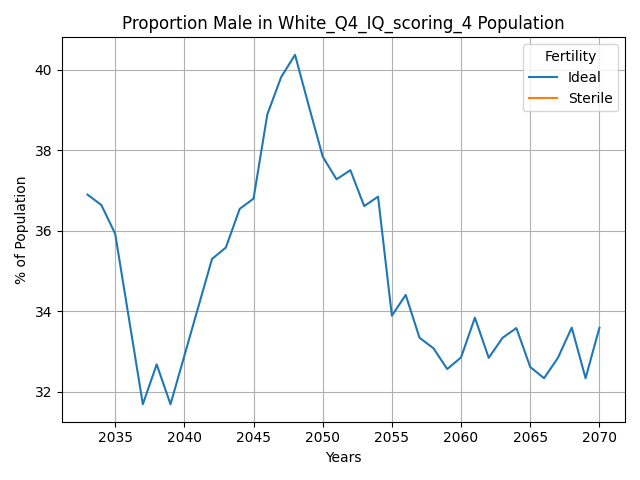 Proportion Male in White_Q4_IQ_scoring_4 Population
Fertility
Ideal
Sterile
% of Population
40
38
36
34
32
2035 2040 2045 2050 2055 2060 2065 2070
Years